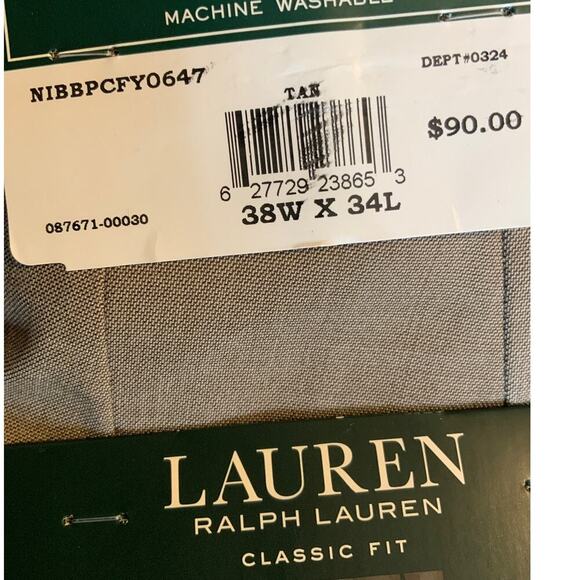 MACHINE WASHABLE
NIBBPCFY0647
DEPT#0324
TAN
$90.00
6 27729 23865 3
38W X 34L
087671-00030
LAUREN
RALPH LAUREN
CLASSIC FIT